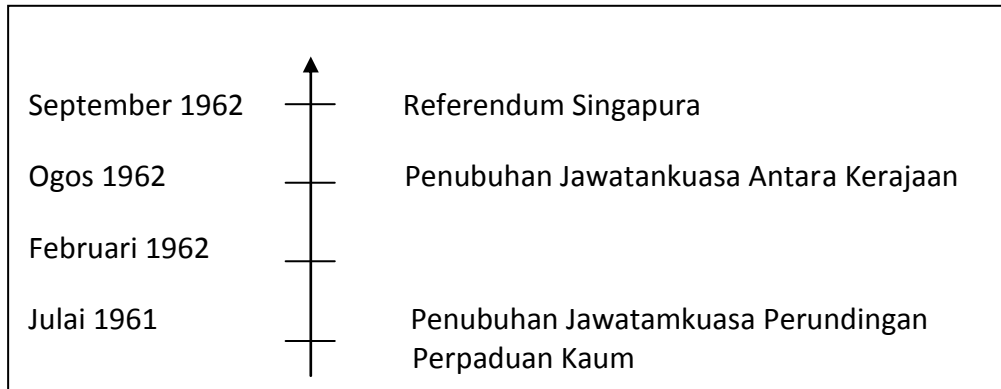 September 1962 Referendum Singapura
Ogos 1962 Penubuhan Jawatankuasa Antara Kerajaan
Februari 1962
Julai 1961 Penubuhan Jawatamkuasa Perundingan
Perpaduan Kaum